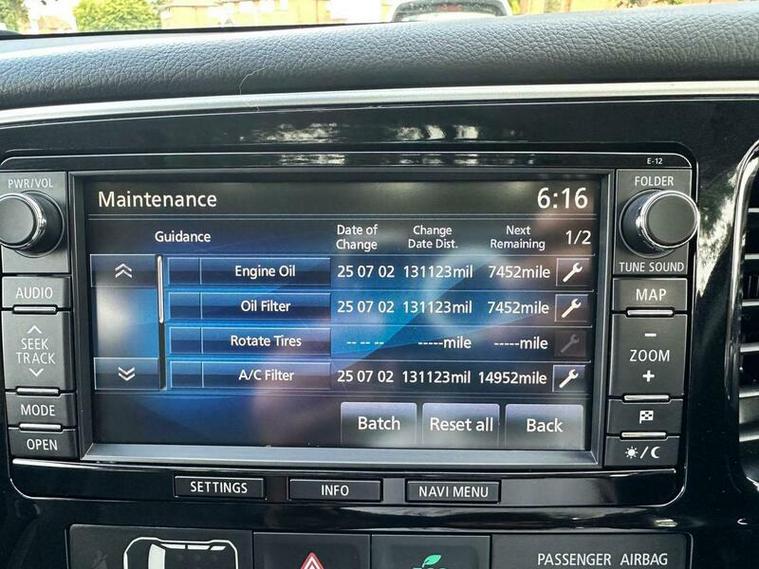 E-12
PWR/VOL
FOLDER
TUNE SOUND
Maintenance 6:16
Guidance Date of Change Change Date Dist. Next Remaining 1/2
Engine Oil 25 07 02 131123mil 7452mile
Oil Filter 25 07 02 131123mil 7452mile
Rotate Tires -- -- -- -----mile -----mile
A/C Filter 25 07 02 131123mil 14952mile
Batch Reset all Back
AUDIO
SEEK
TRACK
MODE
OPEN
MAP
−
ZOOM
+
SETTINGS INFO NAVI MENU
PASSENGER AIRBAG